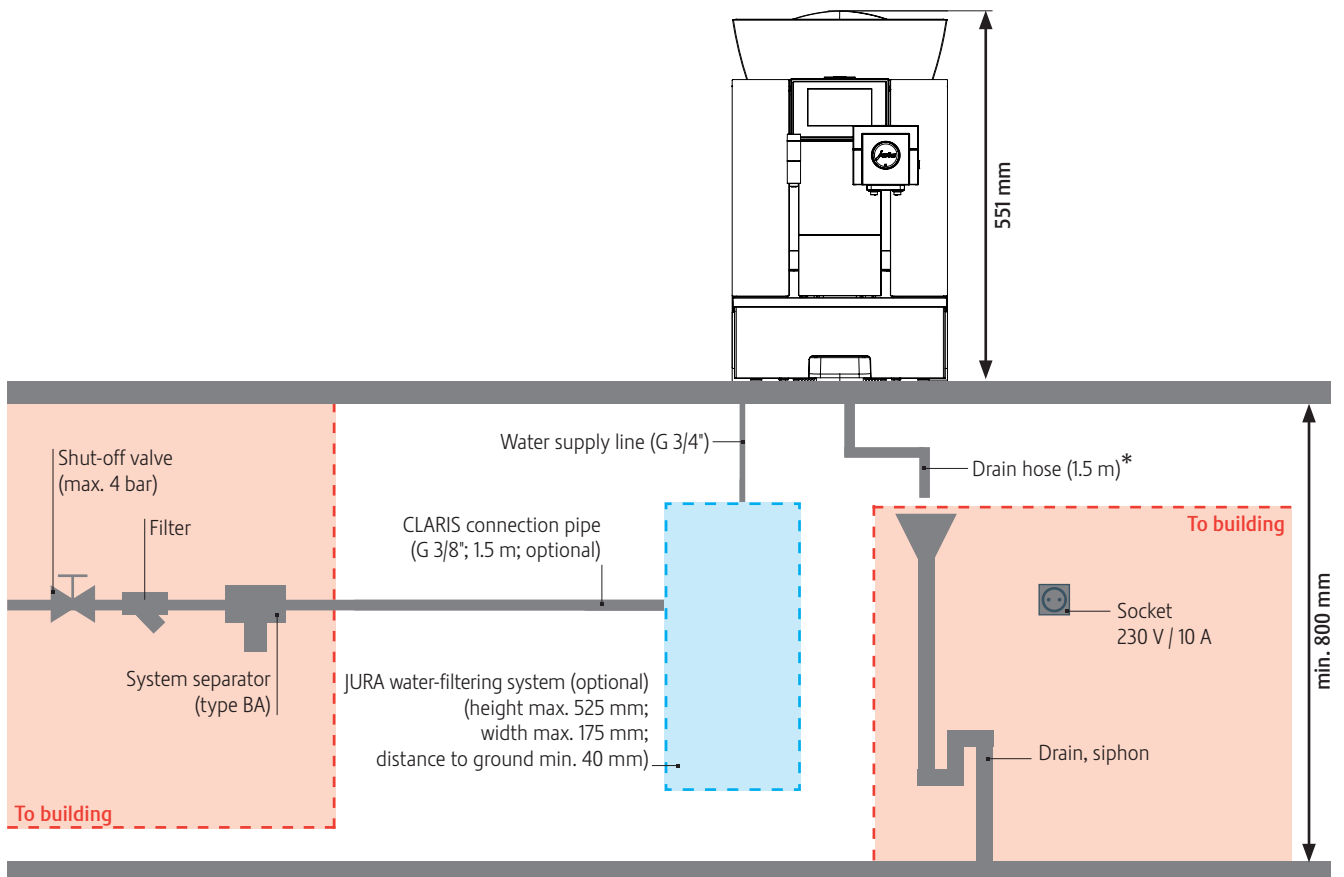 jura
551 mm
Water supply line (G 3/4")
Drain hose (1.5 m)*
Shut-off valve
(max. 4 bar)
Filter
CLARIS connection pipe
(G 3/8"; 1.5 m; optional)
To building
Socket
230 V / 10 A
min. 800 mm
System separator
(type BA)
JURA water-filtering system (optional)
(height max. 525 mm;
width max. 175 mm;
distance to ground min. 40 mm)
Drain, siphon
To building